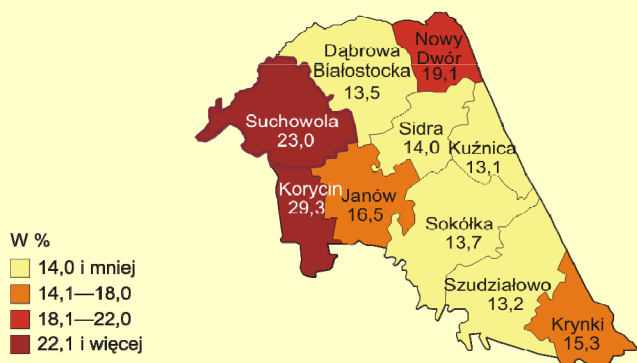 Nowy
Dwór
19,1
Dąbrowa
Białostocka
13,5
Suchowola
23,0
Sidra
14,0
Kuźnica
13,1
Korycin
29,3
Janów
16,5
Sokółka
13,7
Szudziałowo
13,2
Krynki
15,3
W %
14,0 i mniej
14,1—18,0
18,1—22,0
22,1 i więcej